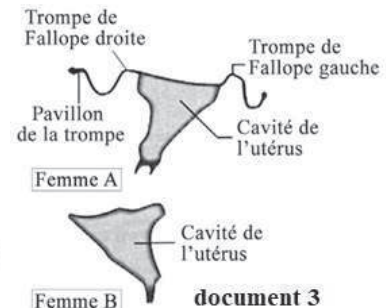 Trompe de
Fallope droite
Trompe de
Fallope gauche
Pavillon
de la trompe
Cavité de
l'utérus
Femme A
Cavité de
l'utérus
Femme B
document 3